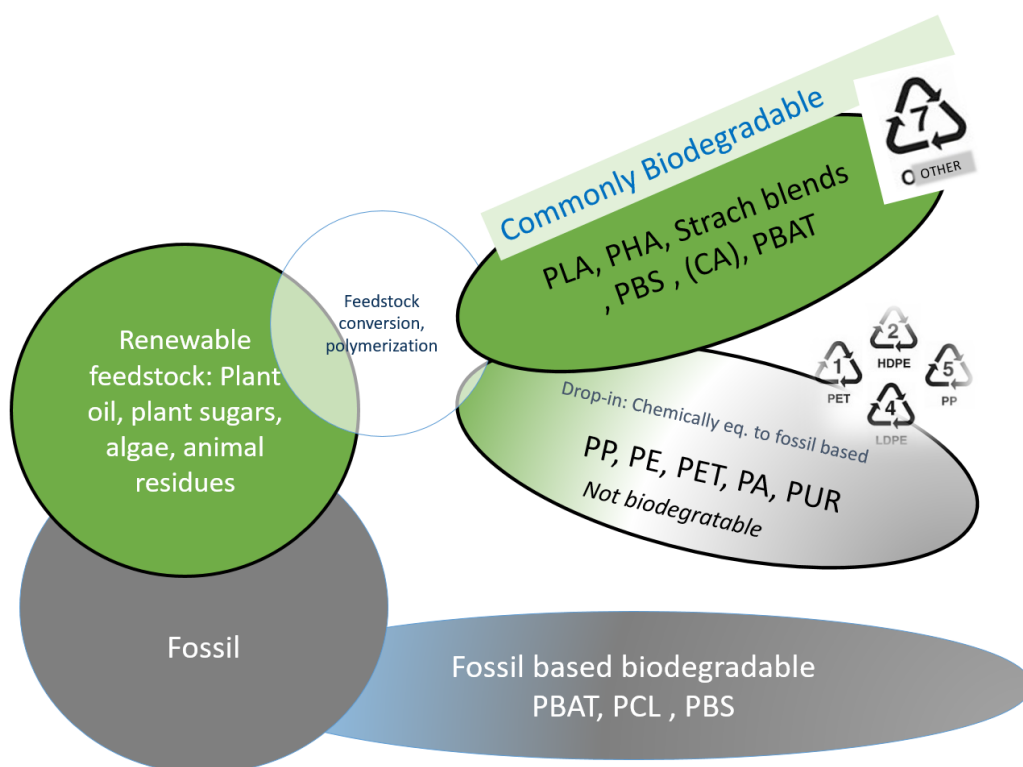 Commonly Biodegradable
7
OTHER
PLA, PHA, Strach blends
, PBS , (CA), PBAT
Feedstock
conversion,
polymerization
Renewable
feedstock: Plant
oil, plant sugars,
algae, animal
residues
2
HDPE
1
PET
5
PP
4
LDPE
Drop-in: Chemically eq. to fossil based
PP, PE, PET, PA, PUR
Not biodegratable
Fossil
Fossil based biodegradable
PBAT, PCL , PBS